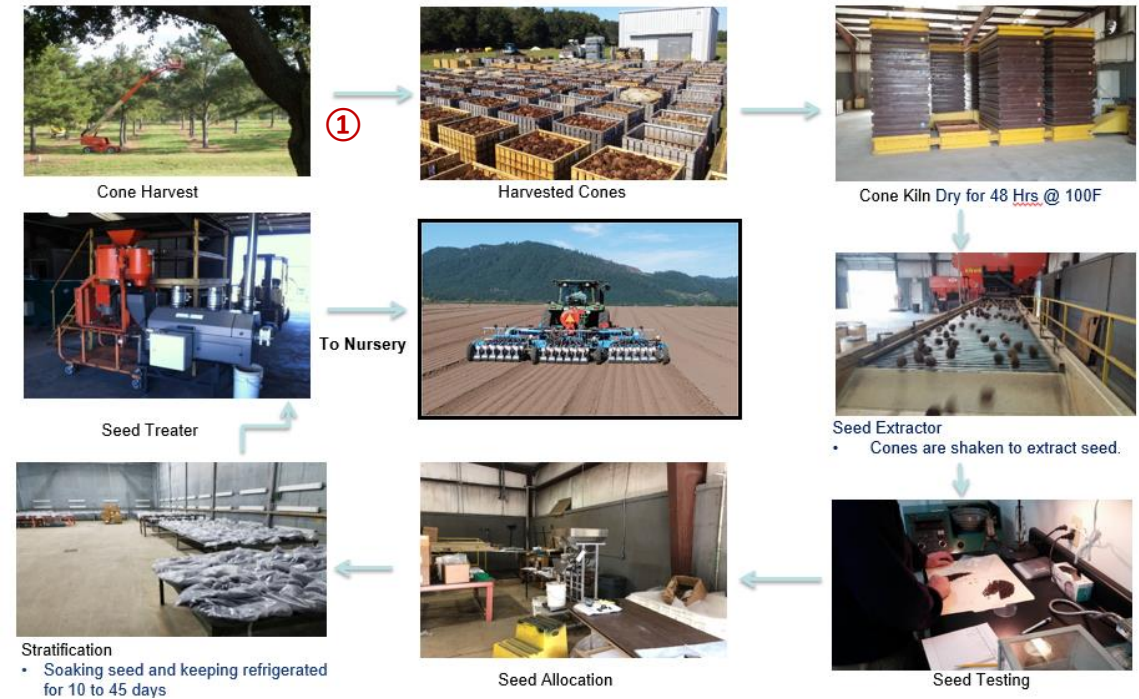 ①
Cone Harvest
Harvested Cones
Cone Kiln Dry for 48 Hrs @ 100F
Seed Extractor
• Cones are shaken to extract seed.
Seed Testing
Seed Allocation
Stratification
• Soaking seed and keeping refrigerated
for 10 to 45 days
Seed Treater
To Nursery